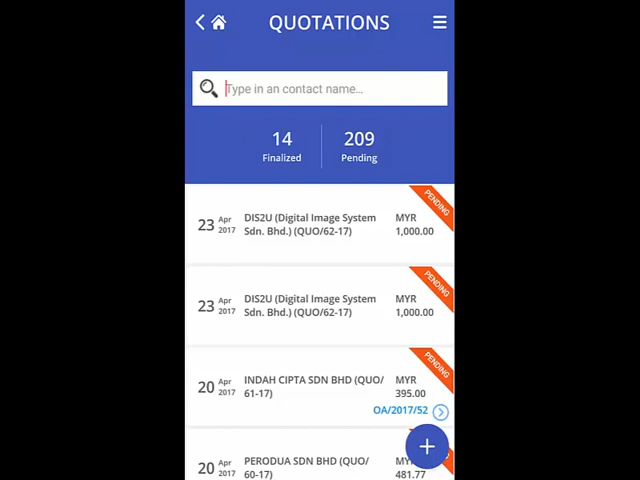 QUOTATIONS
Type in an contact name...
14
Finalized
209
Pending
PENDING
23 Apr 2017
DIS2U (Digital Image System
Sdn. Bhd.) (QUO/62-17)
MYR
1,000.00
PENDING
23 Apr 2017
DIS2U (Digital Image System
Sdn. Bhd.) (QUO/62-17)
MYR
1,000.00
PENDING
20 Apr 2017
INDAH CIPTA SDN BHD (QUO/
61-17)
MYR
395.00
OA/2017/52
20 Apr 2017
PERODUA SDN BHD (QUO/
60-17)
481.77
+